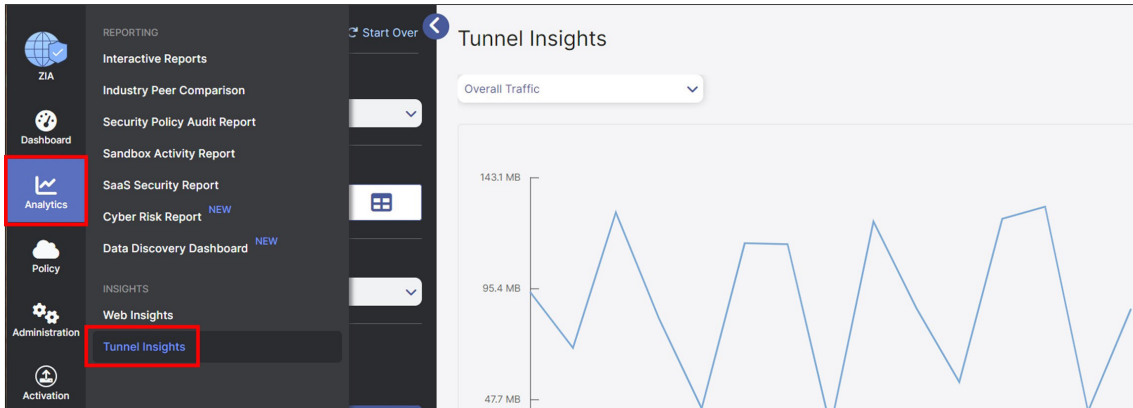 ZIA
Dashboard
Analytics
Policy
Administration
Activation
REPORTING
Interactive Reports
Industry Peer Comparison
Security Policy Audit Report
Sandbox Activity Report
SaaS Security Report
Cyber Risk Report NEW
Data Discovery Dashboard NEW
INSIGHTS
Web Insights
Tunnel Insights
Start Over
Tunnel Insights
Overall Traffic
143.1 MB
95.4 MB
47.7 MB